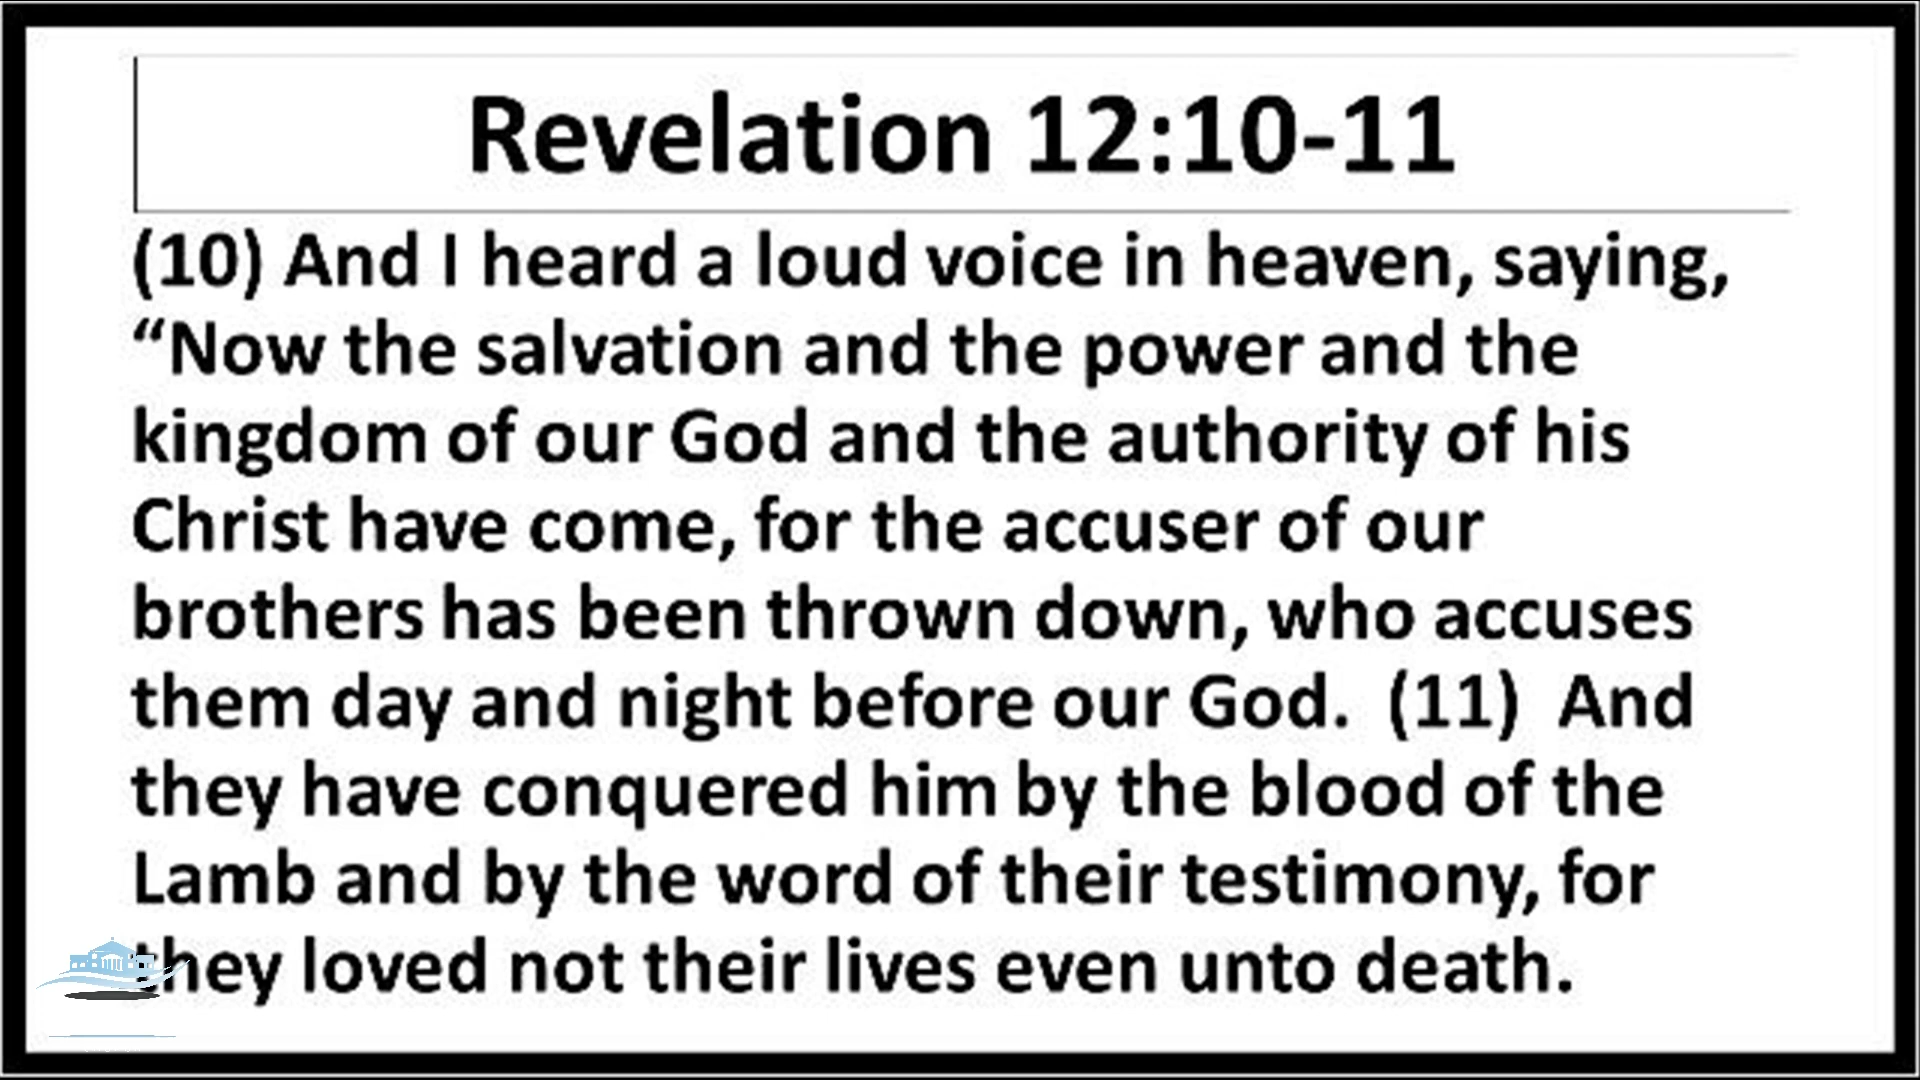 Revelation 12:10-11
(10) And I heard a loud voice in heaven, saying,
“Now the salvation and the power and the
kingdom of our God and the authority of his
Christ have come, for the accuser of our
brothers has been thrown down, who accuses
them day and night before our God.  (11)  And
they have conquered him by the blood of the
Lamb and by the word of their testimony, for
they loved not their lives even unto death.